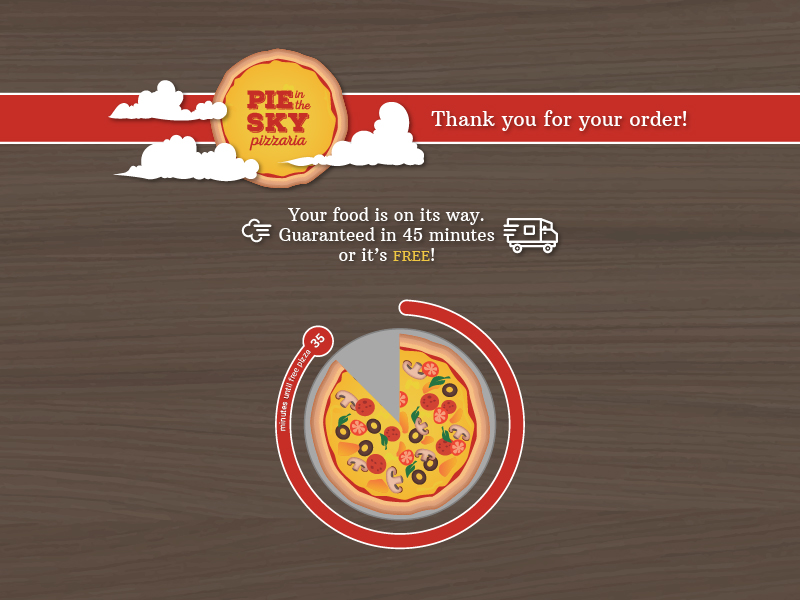 PIE in the
SKY
pizzaria
Thank you for your order!
Your food is on its way.
Guaranteed in 45 minutes
or it's FREE!
minutes until free pizza 35